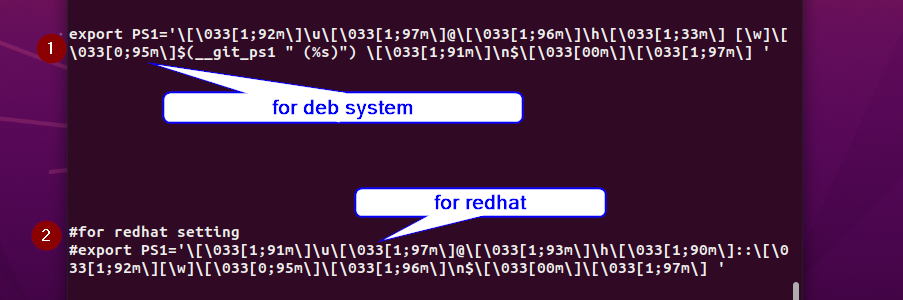 export PS1='\[\033[1;92m\]\u\[\033[1;97m\]@\[\033[1;96m\]\h\[\033[1;33m\] [\w]\[
1
\033[0;95m\]$(__git_ps1 " (%s)") \[\033[1;91m\]\n$\[\033[00m\]\[\033[1;97m\] '
for deb system
for redhat
2
#for redhat setting
#export PS1='\[\033[1;91m\]\u\[\033[1;97m\]@\[\033[1;93m\]\h\[\033[1;90m\]::\[\0
33[1;92m\][\w]\[\033[0;95m\]\[\033[1;96m\]\n$\[\033[00m\]\[\033[1;97m\] '